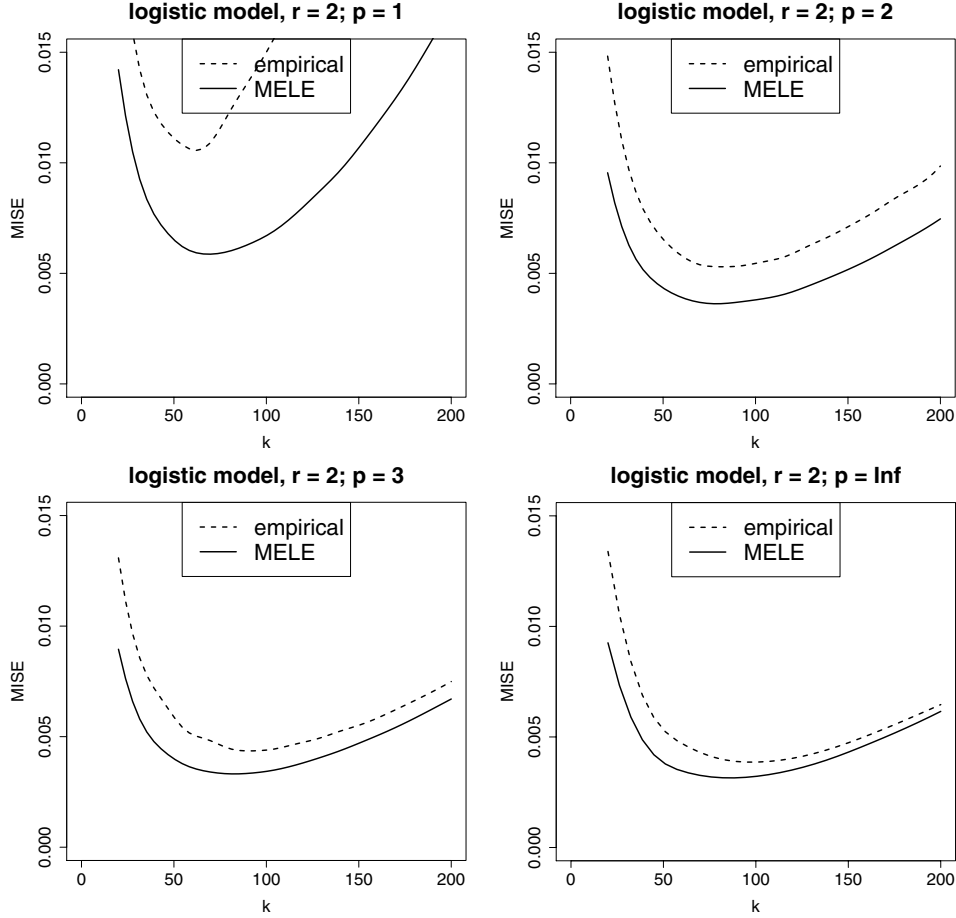 logistic model, r = 2; p = 1
empirical
MELE
MISE
0.015
0.010
0.005
0.000
0
50
100
150
200
k
logistic model, r = 2; p = 2
empirical
MELE
MISE
0.015
0.010
0.005
0.000
0
50
100
150
200
k
logistic model, r = 2; p = 3
empirical
MELE
MISE
0.015
0.010
0.005
0.000
0
50
100
150
200
k
logistic model, r = 2; p = Inf
empirical
MELE
MISE
0.015
0.010
0.005
0.000
0
50
100
150
200
k